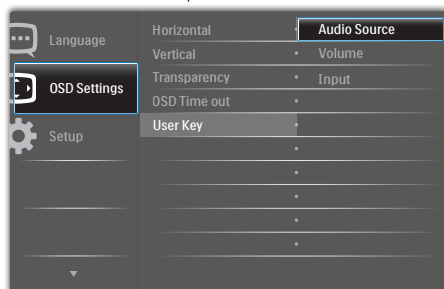 Language
OSD Settings
Setup
Horizontal
Vertical
Transparency
OSD Time out
User Key
Audio Source
Volume
Input